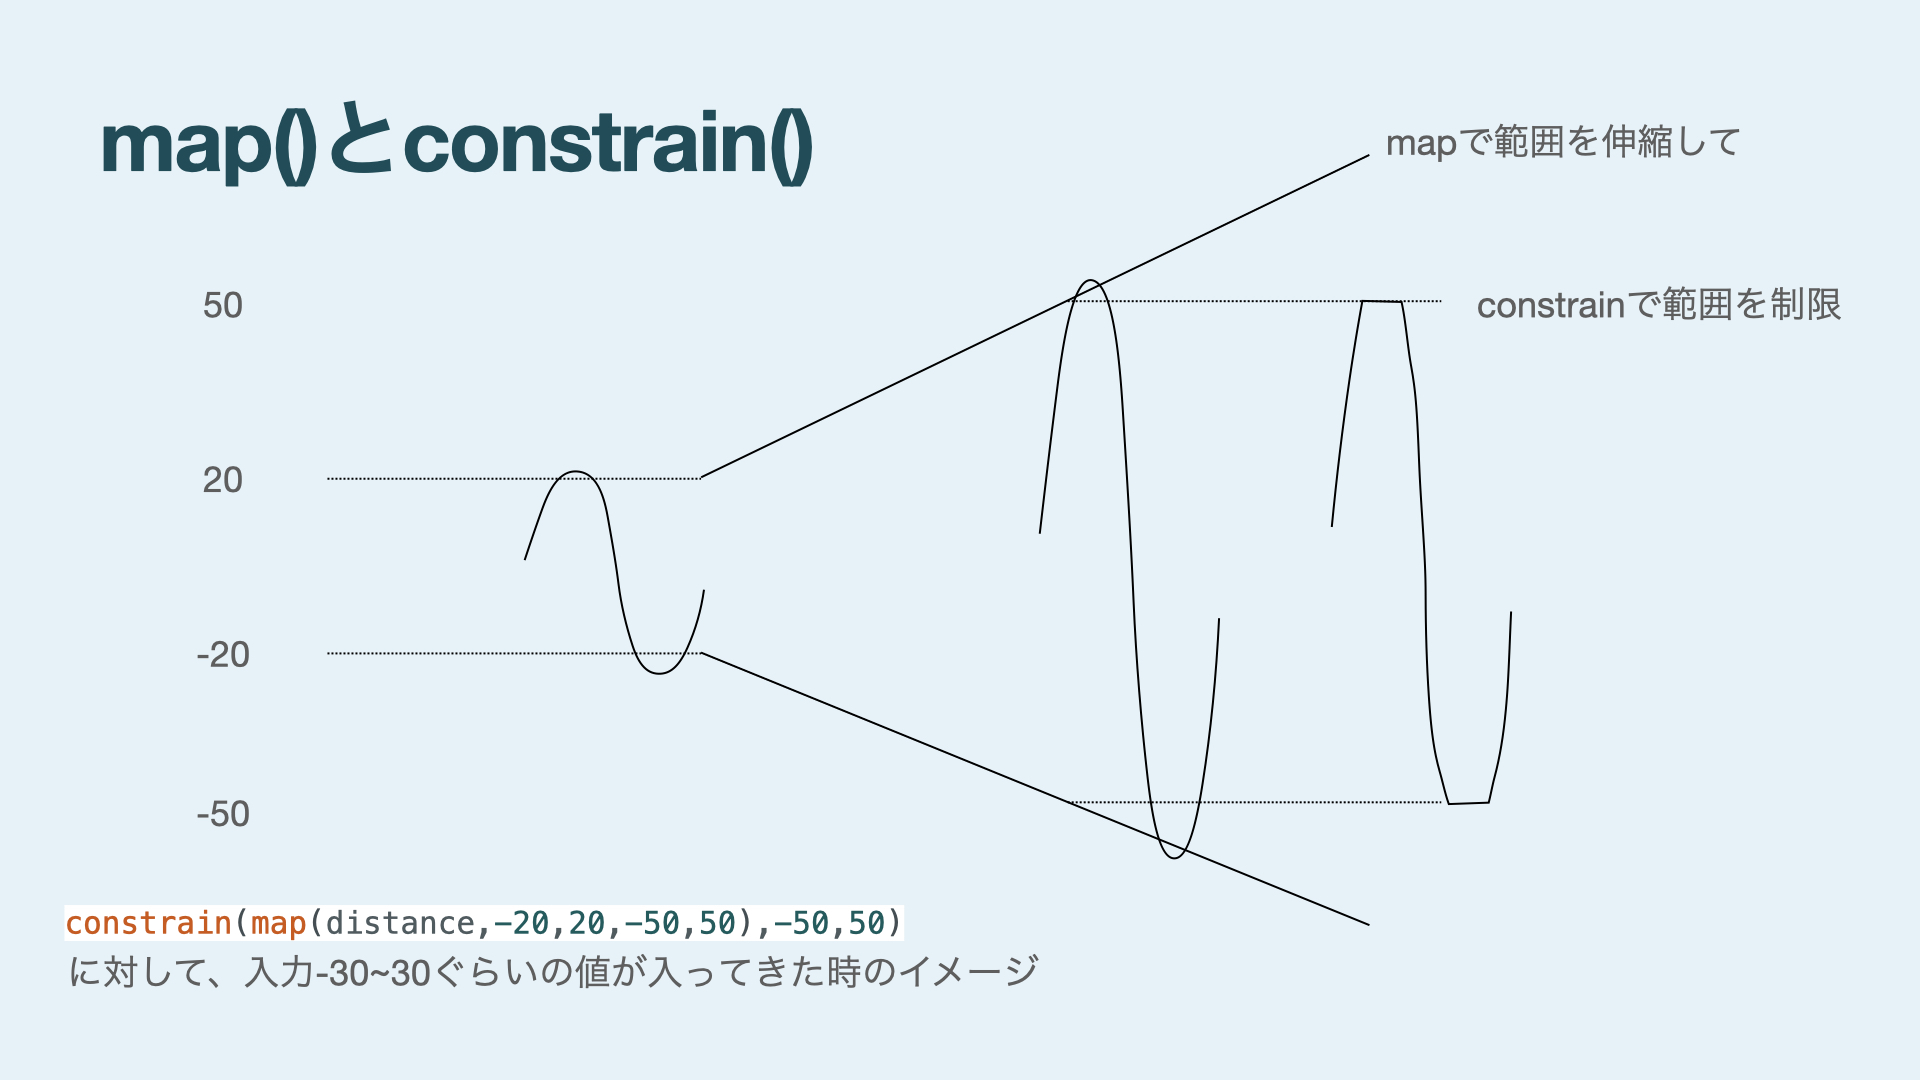 map()とconstrain()
mapで範囲を伸縮して
50
constrainで範囲を制限
20
-20
-50
constrain(map(distance,−20,20,−50,50),−50,50)
に対して、入力-30~30ぐらいの値が入ってきた時のイメージ